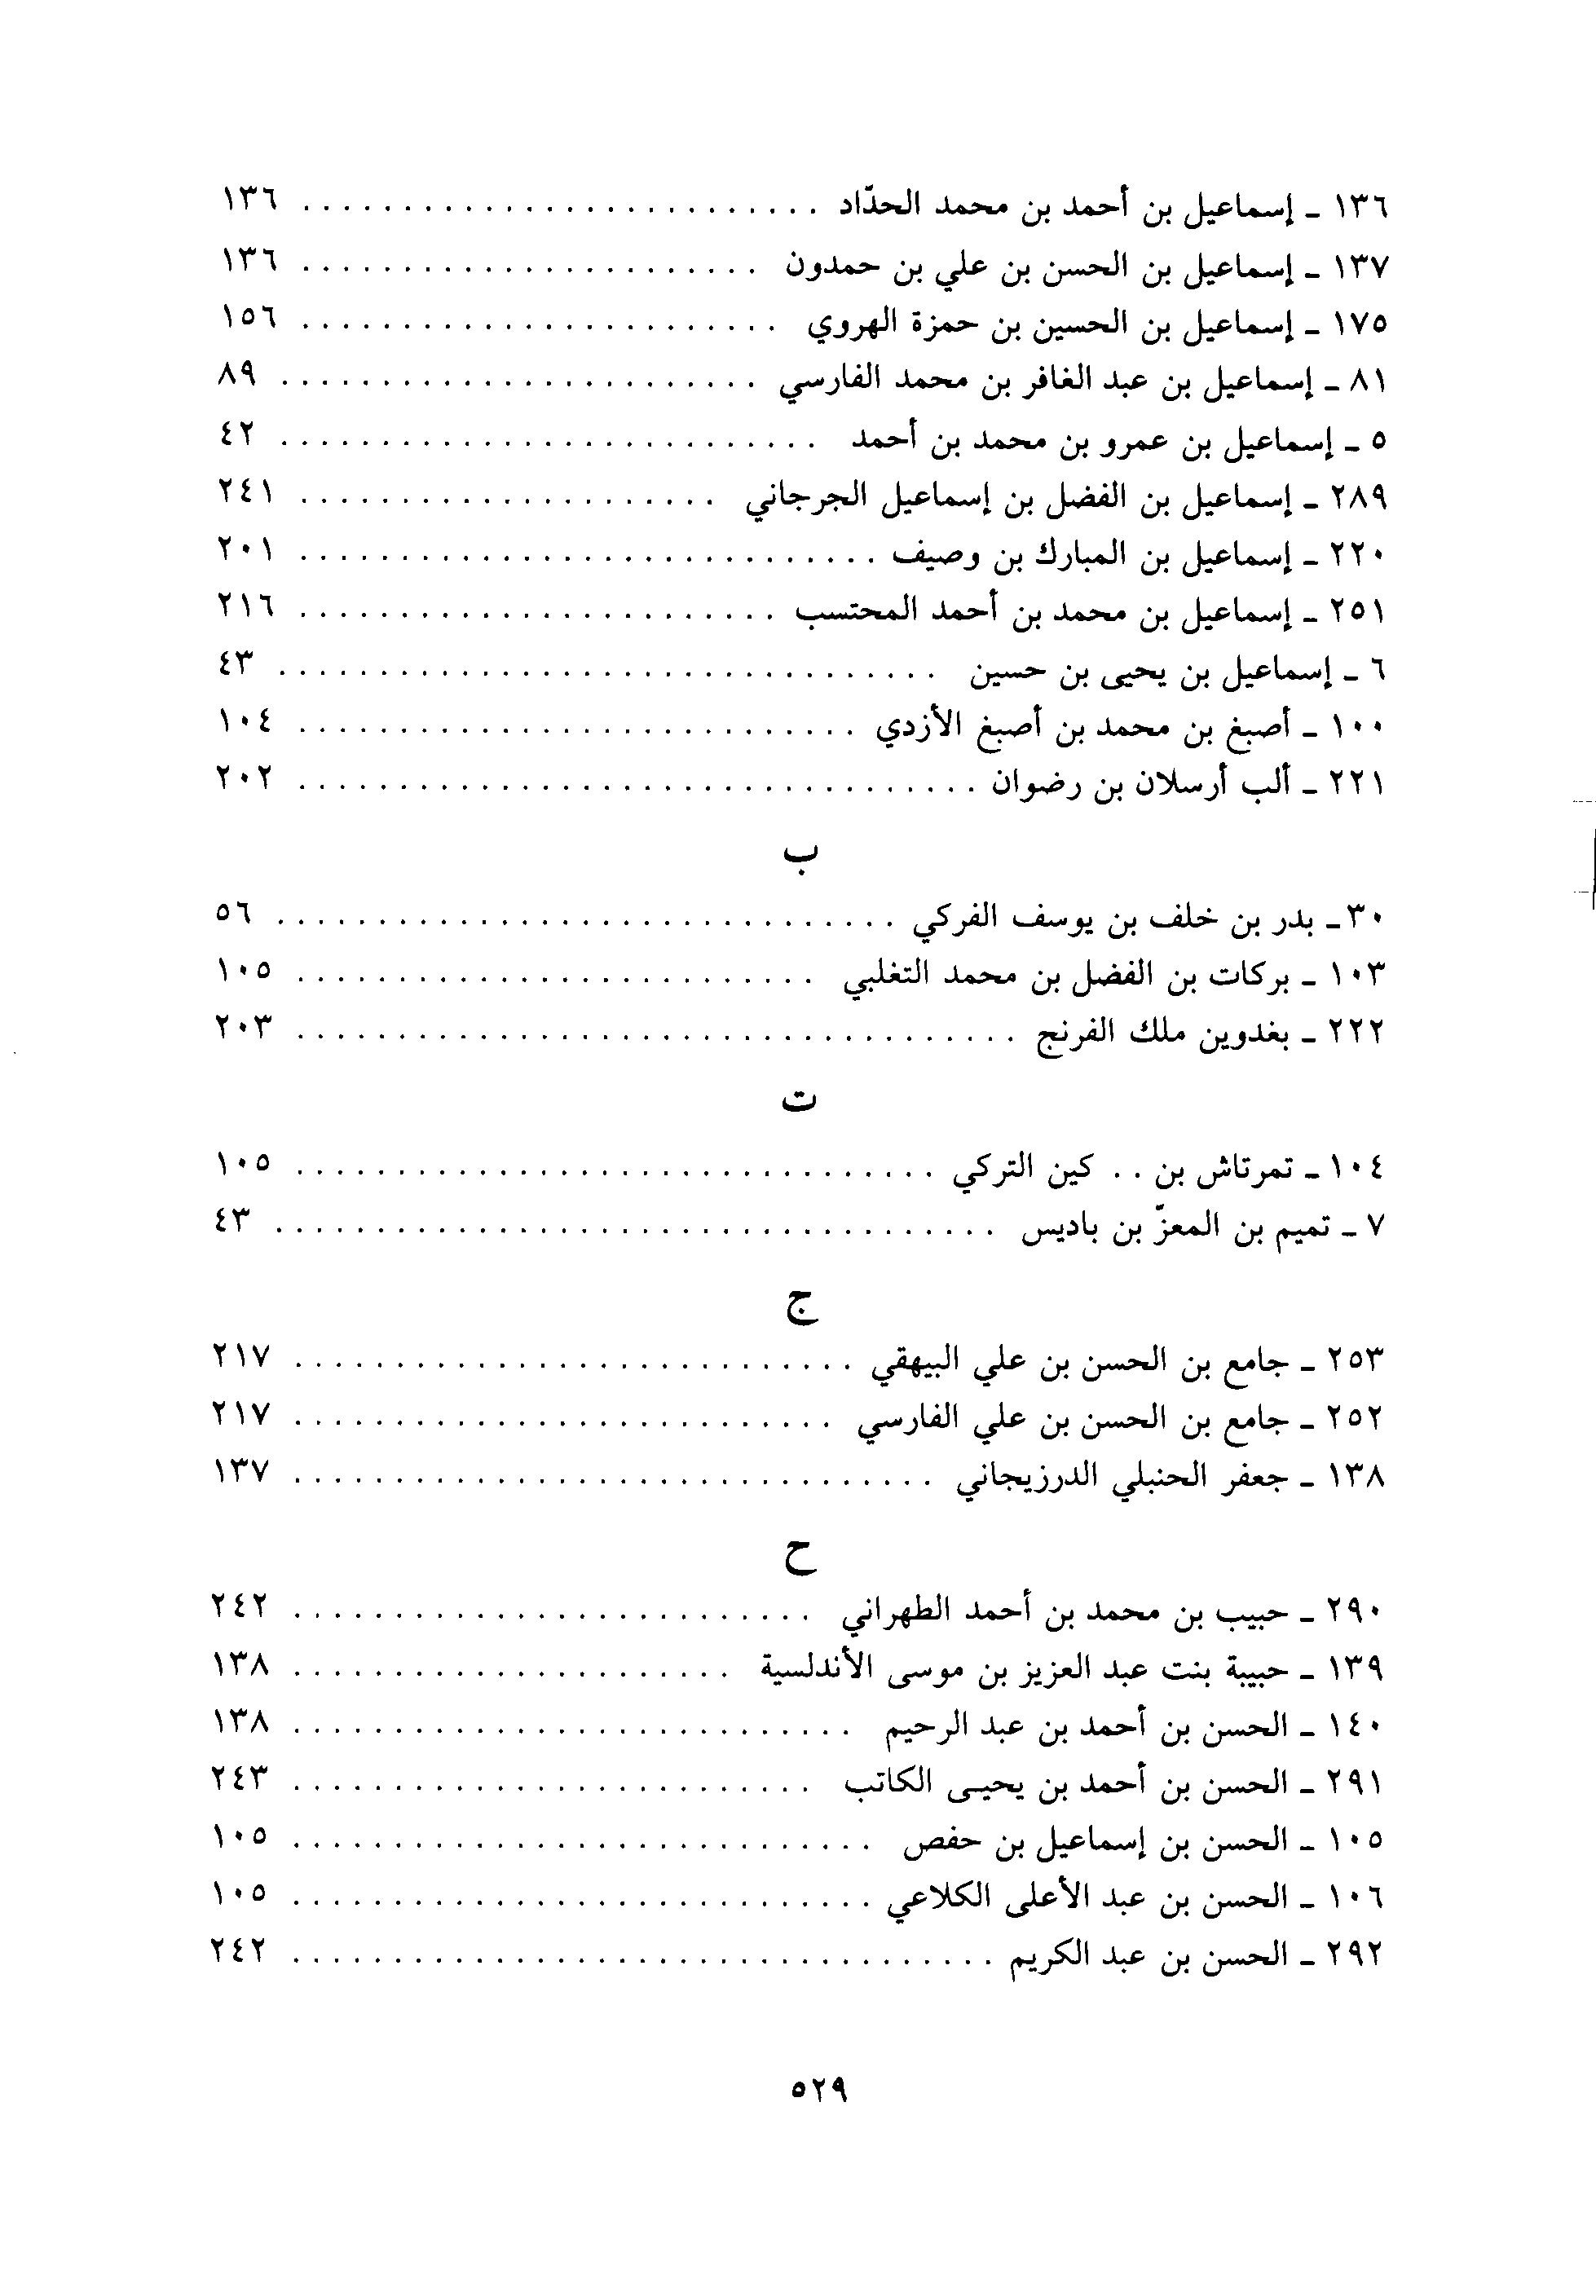 ١٣٦ ـ إسماعيل بن أحمد بن محمد الحدّاد . . . . . . . . . . . . . . . . . . . . . . . . . . ١٣٦
١٣٧ ـ إسماعيل بن الحسن بن علي بن حمدون . . . . . . . . . . . . . . . . . . . . . . . ١٣٦
١٧٥ ـ إسماعيل بن الحسين بن حمزة الهروي . . . . . . . . . . . . . . . . . . . . . . . . ١٥٦
٨١ ـ إسماعيل بن عبد الغافر بن محمد الفارسي . . . . . . . . . . . . . . . . . . . . . . . . ٨٩
٥ ـ إسماعيل بن عمرو بن محمد بن أحمد . . . . . . . . . . . . . . . . . . . . . . . . . . . ٤٢
٢٨٩ ـ إسماعيل بن الفضل بن إسماعيل الجرجاني . . . . . . . . . . . . . . . . . . . . . ٢٤١
٢٢٠ ـ إسماعيل بن المبارك بن وصيف . . . . . . . . . . . . . . . . . . . . . . . . . . . . . ٢٠١
٢٥١ ـ إسماعيل بن محمد بن أحمد المحتسب . . . . . . . . . . . . . . . . . . . . . . . . ٢١٦
٦ ـ إسماعيل بن يحيى بن حسين . . . . . . . . . . . . . . . . . . . . . . . . . . . . . . . . . ٤٣
١٠٠ ـ أصبغ بن محمد بن أصبغ الأزدي . . . . . . . . . . . . . . . . . . . . . . . . . . . . ١٠٤
٢٢١ ـ ألب أرسلان بن رضوان . . . . . . . . . . . . . . . . . . . . . . . . . . . . . . . . . . ٢٠٢
ب
٣٠ـ بدر بن خلف بن يوسف الفركي . . . . . . . . . . . . . . . . . . . . . . . . . . . . . . . ٥٦
١٠٣ ـ بركات بن الفضل بن محمد التغلبي . . . . . . . . . . . . . . . . . . . . . . . . . . ١٠٥
٢٢٢ ـ بغدوين ملك الفرنج . . . . . . . . . . . . . . . . . . . . . . . . . . . . . . . . . . . . ٢٠٣
ت
١٠٤ ـ تمرتاش بن . . كين التركي . . . . . . . . . . . . . . . . . . . . . . . . . . . . . . . . ١٠٥
٧ ـ تميم بن المعزّ بن باديس . . . . . . . . . . . . . . . . . . . . . . . . . . . . . . . . . . . . ٤٣
ج
٢٥٣ ـ جامع بن الحسن بن علي البيهقي . . . . . . . . . . . . . . . . . . . . . . . . . . . . ٢١٧
٢٥٢ ـ جامع بن الحسن بن علي الفارسي . . . . . . . . . . . . . . . . . . . . . . . . . . . ٢١٧
١٣٨ ـ جعفر الحنبلي الدرزيجاني . . . . . . . . . . . . . . . . . . . . . . . . . . . . . . . . ١٣٧
ح
٢٩٠ ـ حبيب بن محمد بن أحمد الطهراني . . . . . . . . . . . . . . . . . . . . . . . . . . ٢٤٢
١٣٩ ـ حبيبة بنت عبد العزيز بن موسى الأندلسية . . . . . . . . . . . . . . . . . . . . . . ١٣٨
١٤٠ ـ الحسن بن أحمد بن عبد الرحيم . . . . . . . . . . . . . . . . . . . . . . . . . . . . ١٣٨
٢٩١ ـ الحسن بن أحمد بن يحيى الكاتب . . . . . . . . . . . . . . . . . . . . . . . . . . ٢٤٣
١٠٥ ـ الحسن بن إسماعيل بن حفص . . . . . . . . . . . . . . . . . . . . . . . . . . . . . ١٠٥
١٠٦ ـ الحسن بن عبد الأعلى الكلاعي . . . . . . . . . . . . . . . . . . . . . . . . . . . . . ١٠٥
٢٩٢ ـ الحسن بن عبد الكريم . . . . . . . . . . . . . . . . . . . . . . . . . . . . . . . . . . . ٢٤٢
٥٢٩